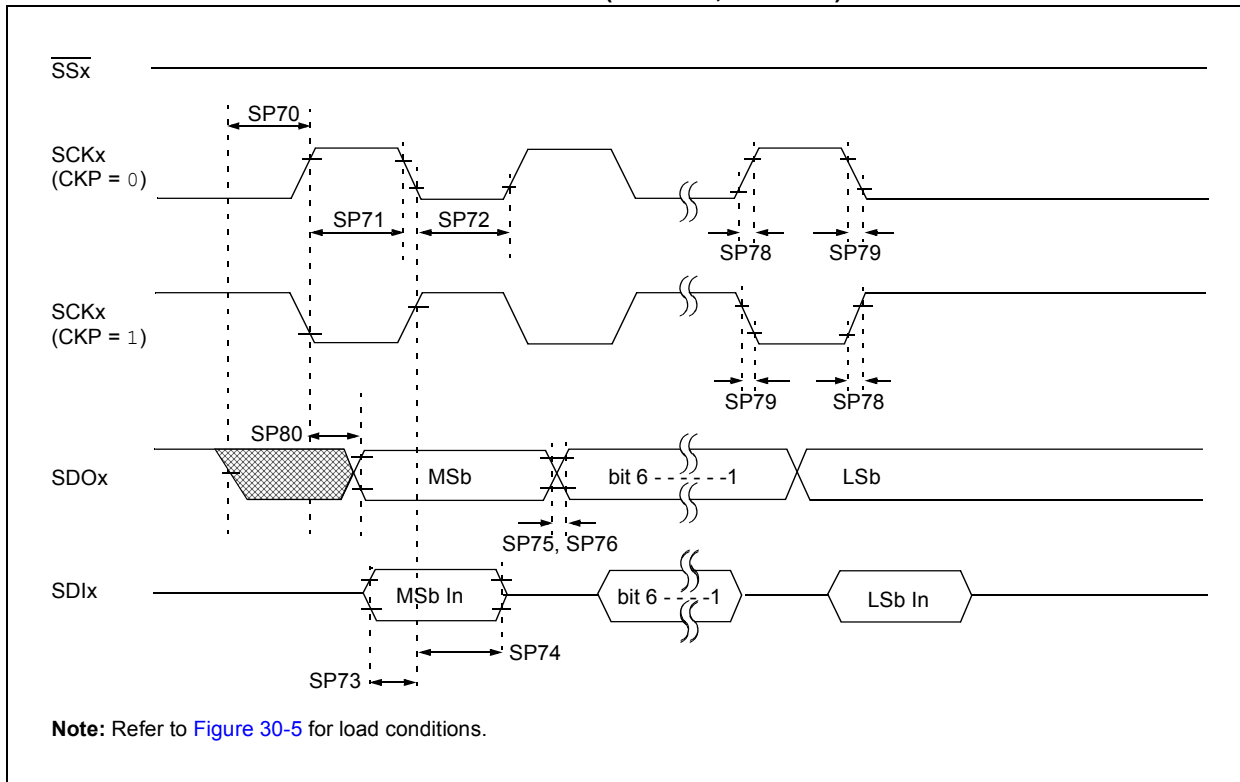 SSx
SP70
SCKx
(CKP = 0)
SP71
SP72
SP78
SP79
SCKx
(CKP = 1)
SP79
SP78
SP80
SDOx
MSb
bit 6 - - - - - -1
LSb
SP75, SP76
SDIx
MSb In
bit 6 - - - - -1
LSb In
SP74
SP73
Note: Refer to Figure 30-5 for load conditions.